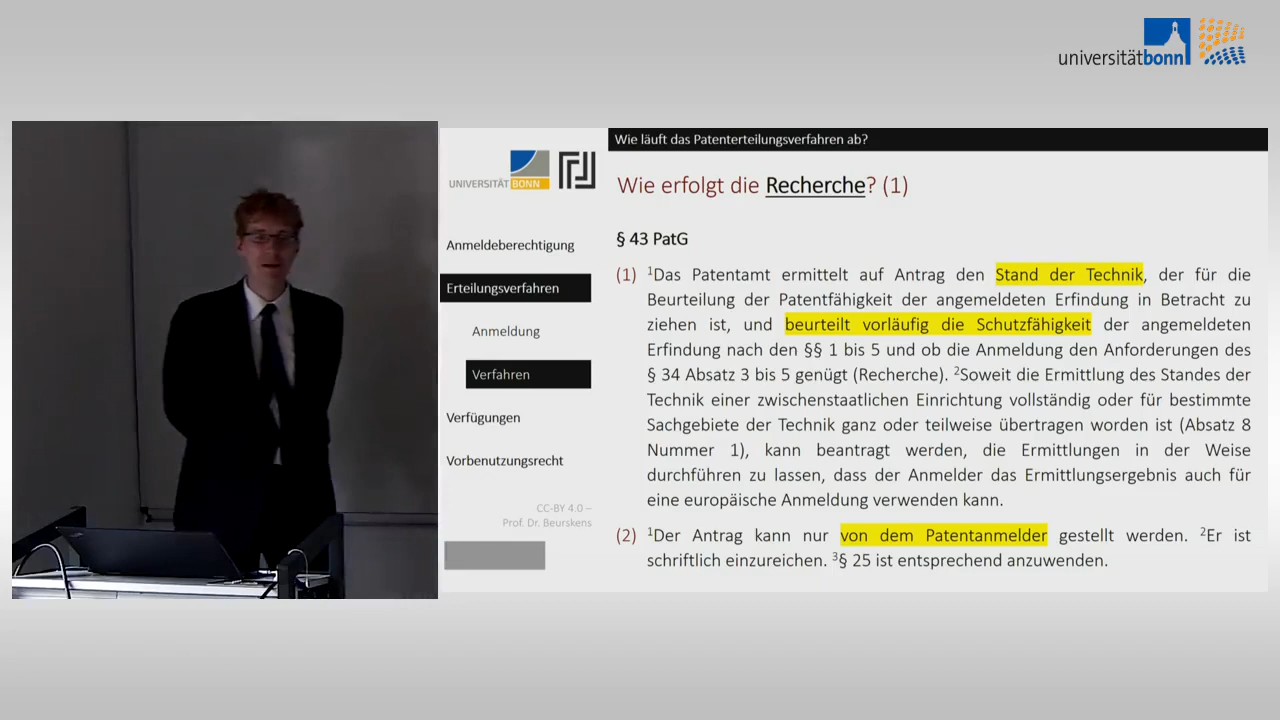 universitätbonn
Wie läuft das Patenterteilungsverfahren ab?
UNIVERSITÄT BONN
Wie erfolgt die Recherche? (1)
§ 43 PatG
Anmeldeberechtigung
Erteilungsverfahren
Anmeldung
Verfahren
Verfügungen
Vorbenutzungsrecht
CC-BY 4.0 –
Prof. Dr. Beurskens
(1) ¹Das Patentamt ermittelt auf Antrag den Stand der Technik, der für die
Beurteilung der Patentfähigkeit der angemeldeten Erfindung in Betracht zu
ziehen ist, und beurteilt vorläufig die Schutzfähigkeit der angemeldeten
Erfindung nach den §§ 1 bis 5 und ob die Anmeldung den Anforderungen des
§ 34 Absatz 3 bis 5 genügt (Recherche). ²Soweit die Ermittlung des Standes der
Technik einer zwischenstaatlichen Einrichtung vollständig oder für bestimmte
Sachgebiete der Technik ganz oder teilweise übertragen worden ist (Absatz 8
Nummer 1), kann beantragt werden, die Ermittlungen in der Weise
durchführen zu lassen, dass der Anmelder das Ermittlungsergebnis auch für
eine europäische Anmeldung verwenden kann.
(2) ¹Der Antrag kann nur von dem Patentanmelder gestellt werden. ²Er ist
schriftlich einzureichen. ³§ 25 ist entsprechend anzuwenden.